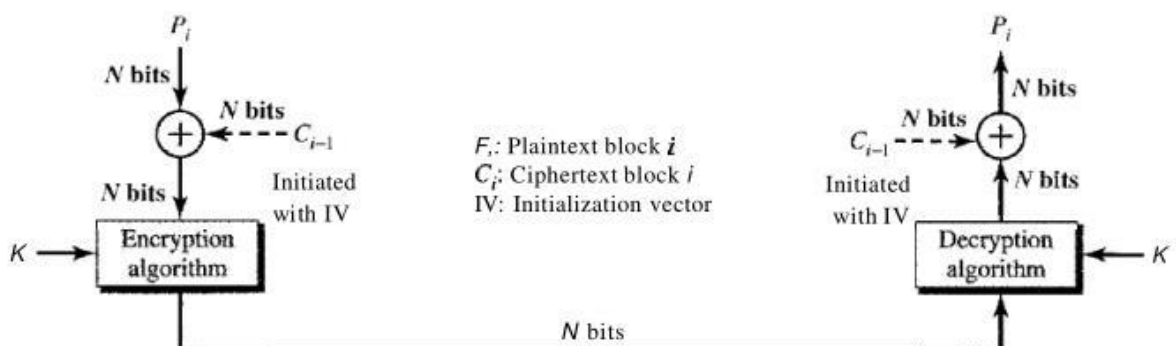 P_i
P_i
N bits
N bits
N bits
C_{i-1}
N bits
C_{i-1}
F,: Plaintext block i
C_i: Ciphertext block i
IV: Initialization vector
N bits
Initiated
with IV
Initiated
with IV
N bits
K
Encryption
algorithm
Decryption
algorithm
K
N bits